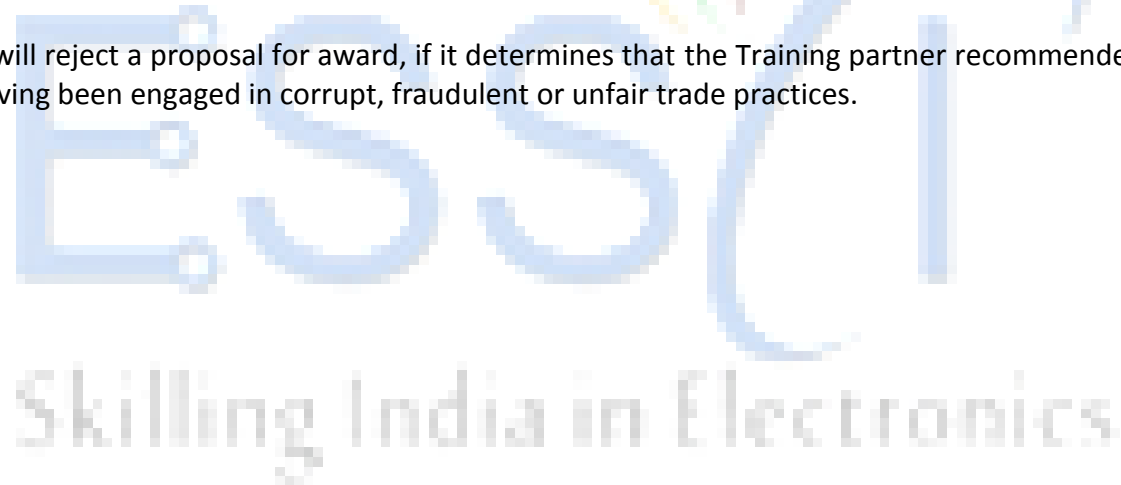 will reject a proposal for award, if it determines that the Training partner recommende
ving been engaged in corrupt, fraudulent or unfair trade practices.
ESSCI
Skilling India in Electronics